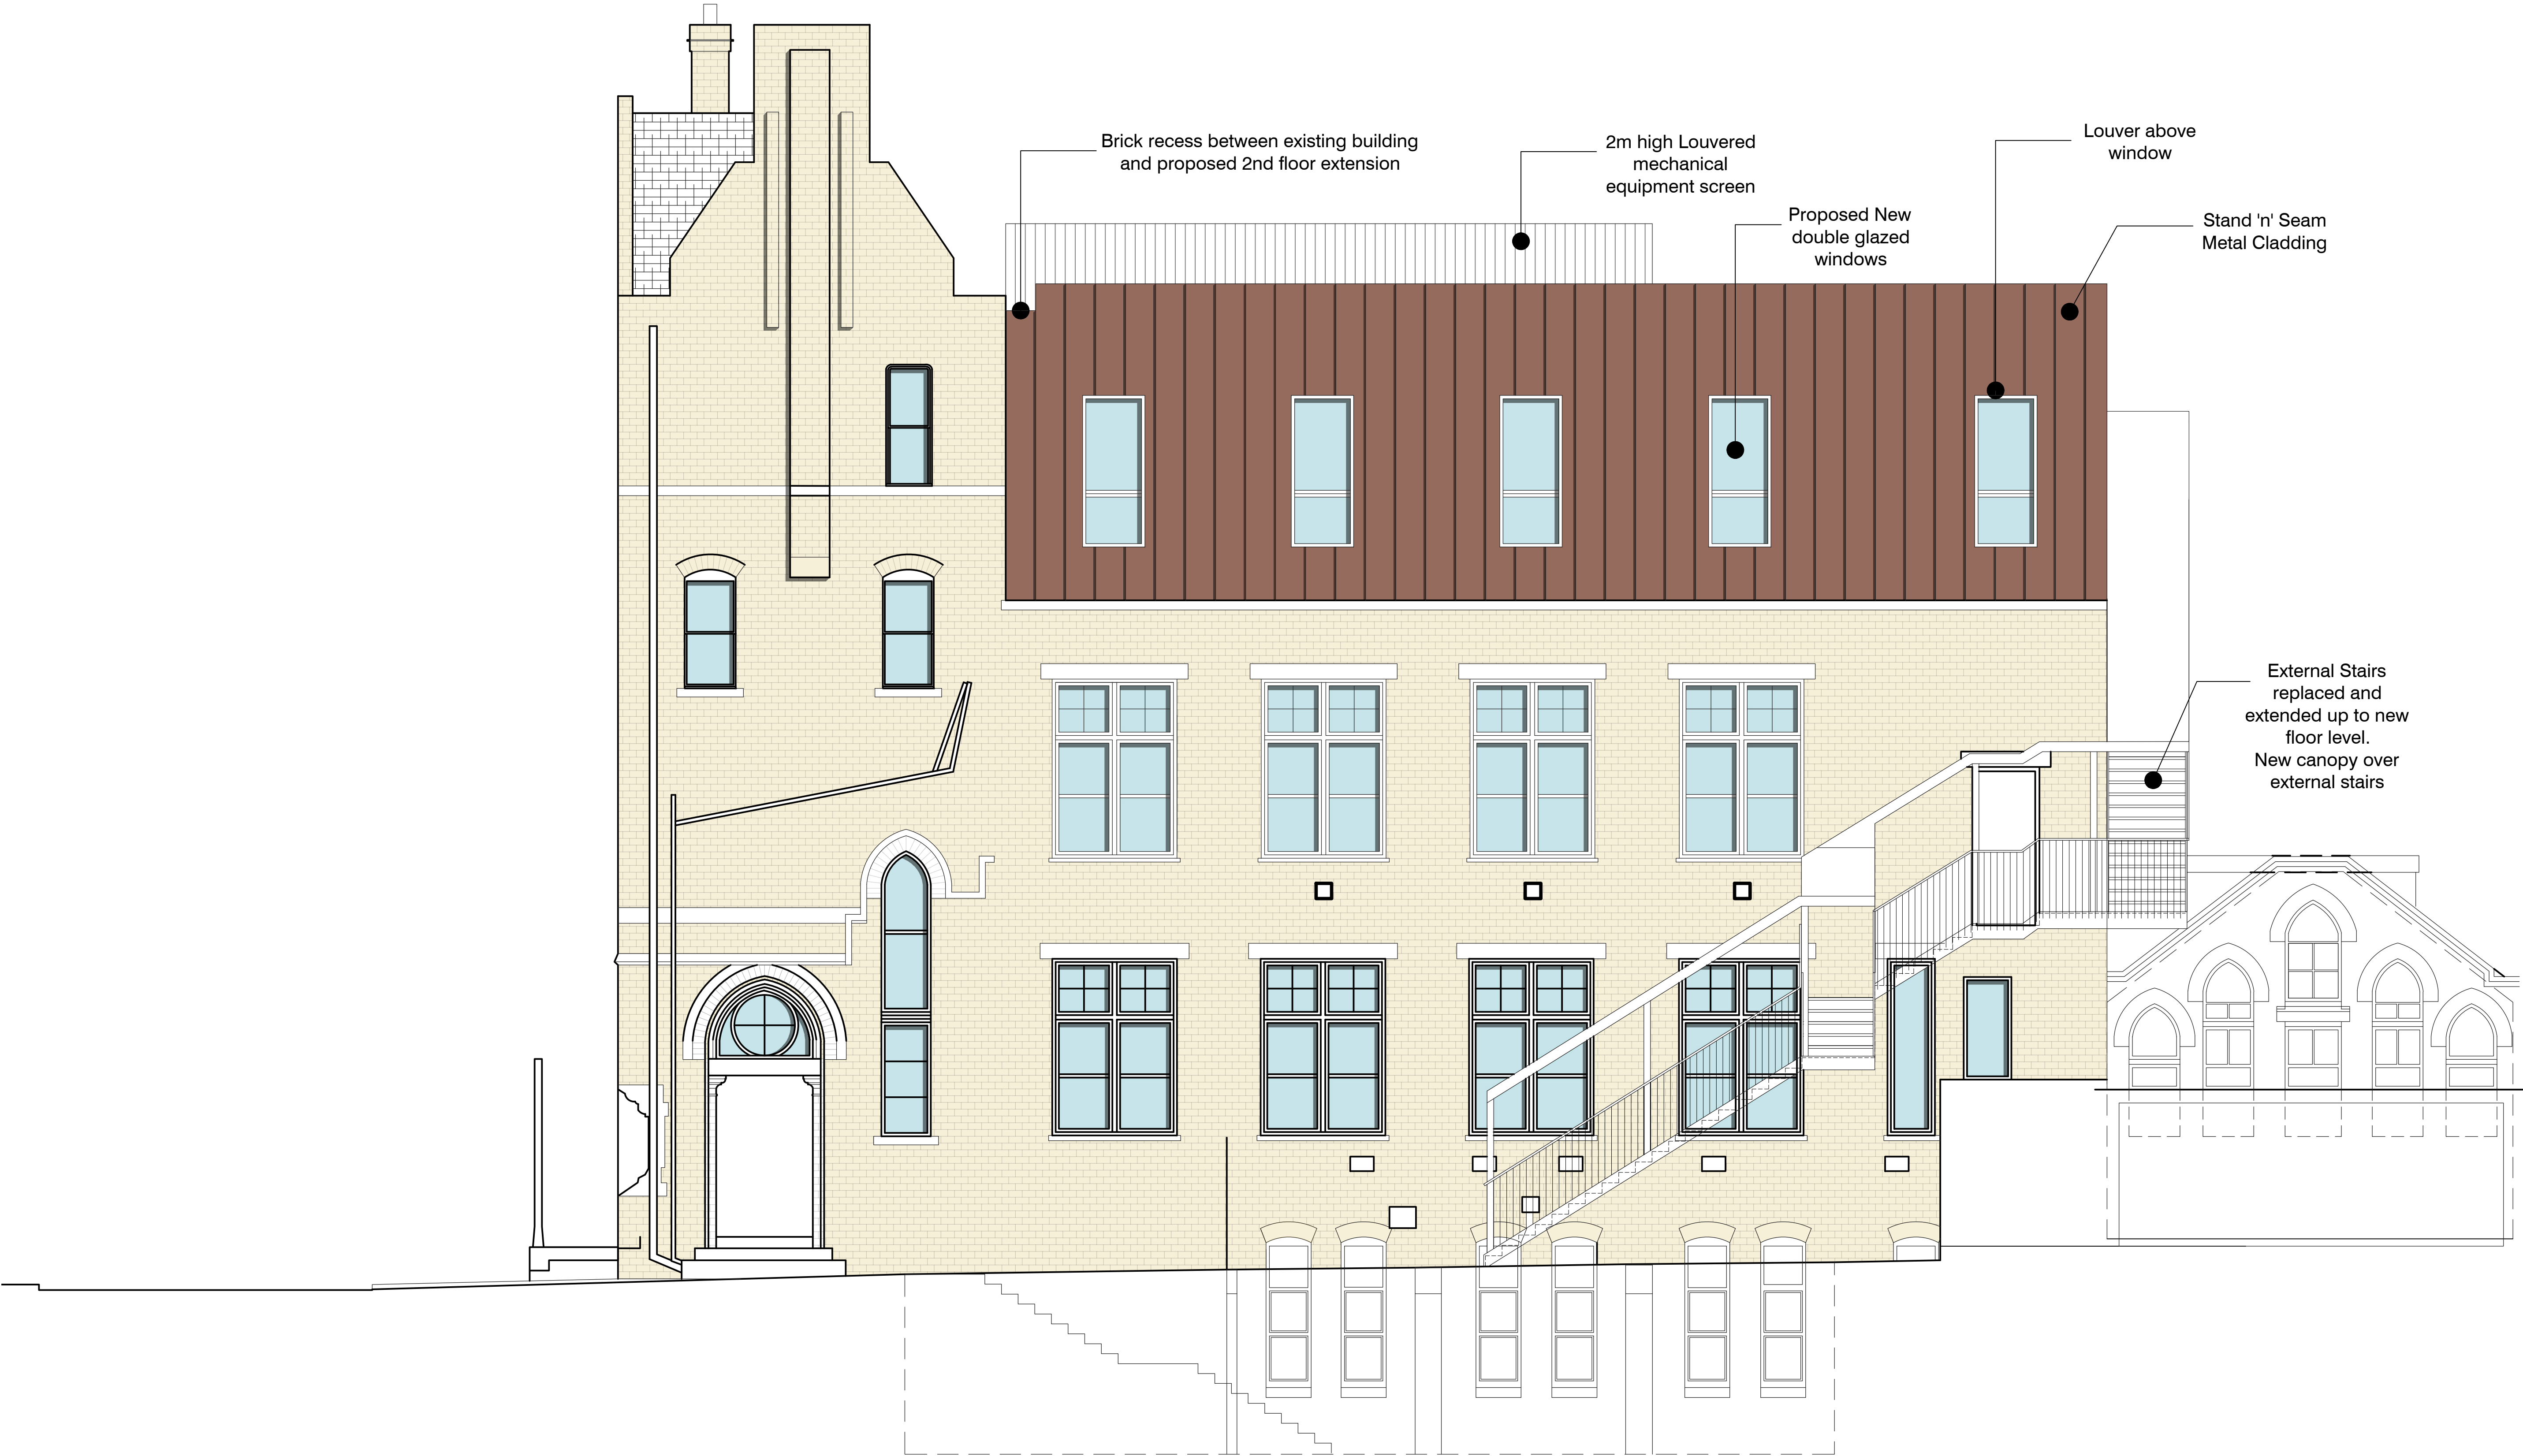 Brick recess between existing building
and proposed 2nd floor extension
2m high Louvered
mechanical
equipment screen
Proposed New
double glazed
windows
Louver above
window
Stand 'n' Seam
Metal Cladding
External Stairs
replaced and
extended up to new
floor level.
New canopy over
external stairs